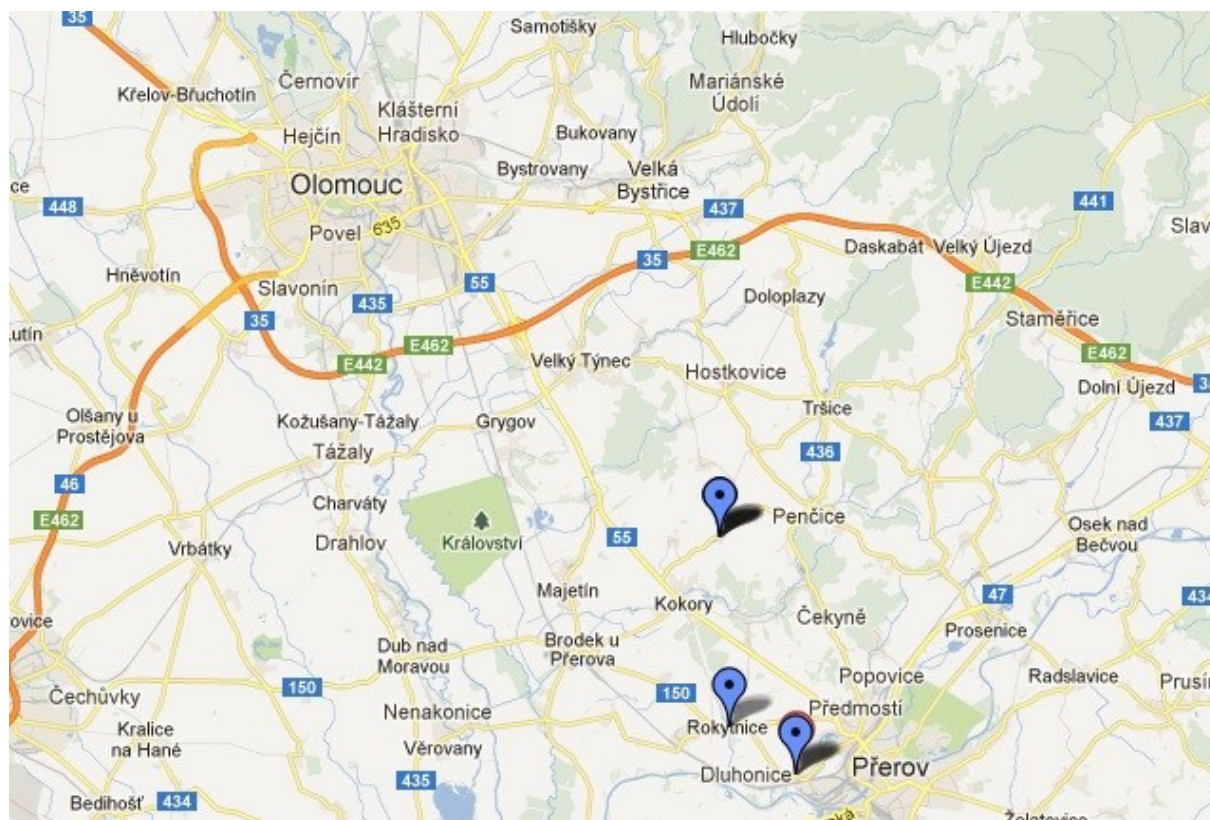 35
Samotišky
Hlubočky
Křelov-Břuchotín
Černovír
Klášterní
Hradisko
Mariánské
Údolí
Hejčín
Bukovany
Bystrovany
Velká
Bystřice
Olomouc
448
437
441
Povel
635
Daskabát
Velký Újezd
E462
35
Hněvotín
Slavonín
55
435
Doloplazy
E442
35
Staměřice
E462
E442
Velký Týnec
Hostkovice
E462
Dolní Újezd
Olšany u
Prostějova
Kožušany-Tážaly
Grygov
Tršice
437
Tážaly
436
46
Charváty
Penčice
E462
Osek nad
Bečvou
Vrbátky
Drahlov
Království
55
Majetín
Kokory
47
434
Čekyně
Prosenice
Dub nad
Moravou
Brodek u
Přerova
Popovice
Radslavice
150
Čechůvky
150
Nenakonice
Předmostí
Kralice
na Hané
Věrovany
Rokytnice
Dluhonice
Přerov
435
Bedihošť
434
Želatovice